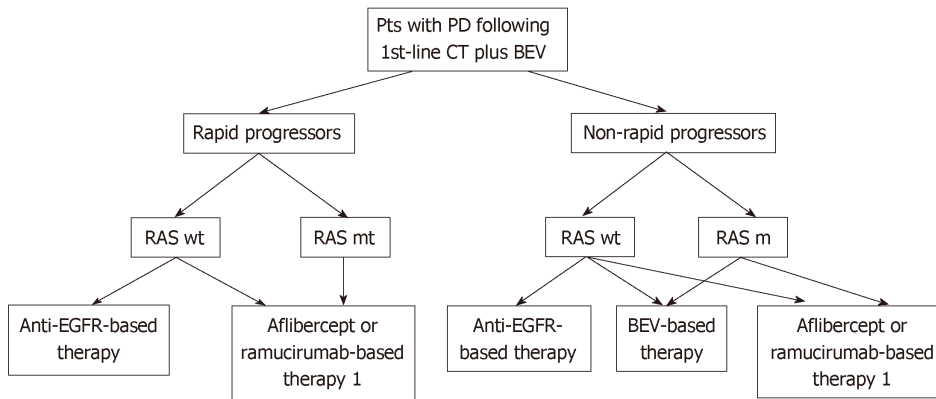 Pts with PD following
1st-line CT plus BEV
Rapid progressors
Non-rapid progressors
RAS wt
RAS mt
RAS wt
RAS m
Anti-EGFR-based
therapy
Aflibercept or
ramucirumab-based
therapy 1
Anti-EGFR-
based therapy
BEV-based
therapy
Aflibercept or
ramucirumab-based
therapy 1